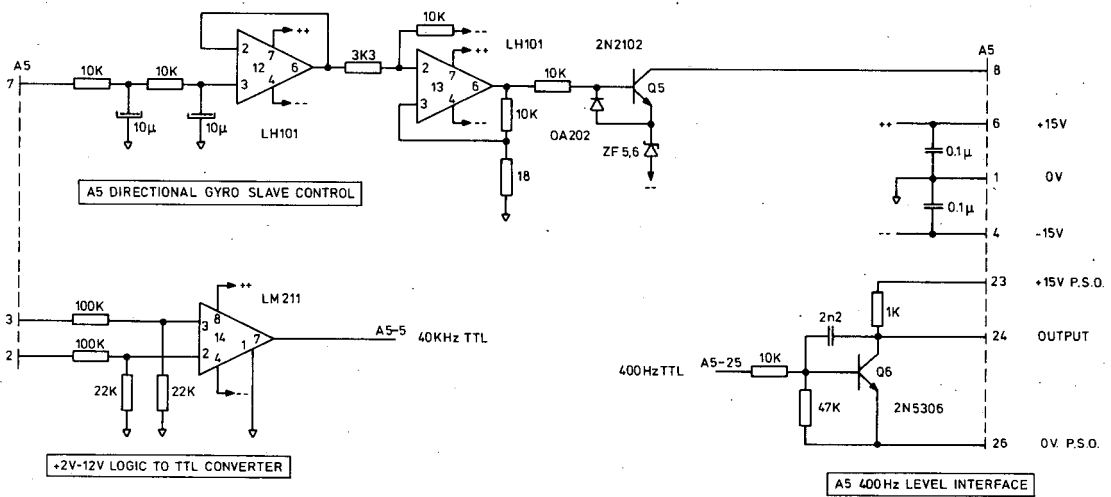 A5
7
10K
10K
10µ
10µ
2
3
7
++
12
6
4
--
LH101
3K3
10K
--
2
3
7
++
13
6
4
--
LH101
10K
18
10K
OA202
2N2102
Q5
ZF 5,6
--
A5 DIRECTIONAL GYRO SLAVE CONTROL
A5
8
++
6
+15V
0.1µ
1
0V
0.1µ
--
4
-15V
3
2
100K
100K
22K
22K
++
8
3
14
2
1
7
4
--
LM211
A5-5
40KHz TTL
+2V-12V LOGIC TO TTL CONVERTER
23
+15V P.S.O.
1K
2n2
24
OUTPUT
400HzTTL
A5-25
10K
Q6
47K
2N5306
26
0V. P.S.O.
A5 400Hz LEVEL INTERFACE